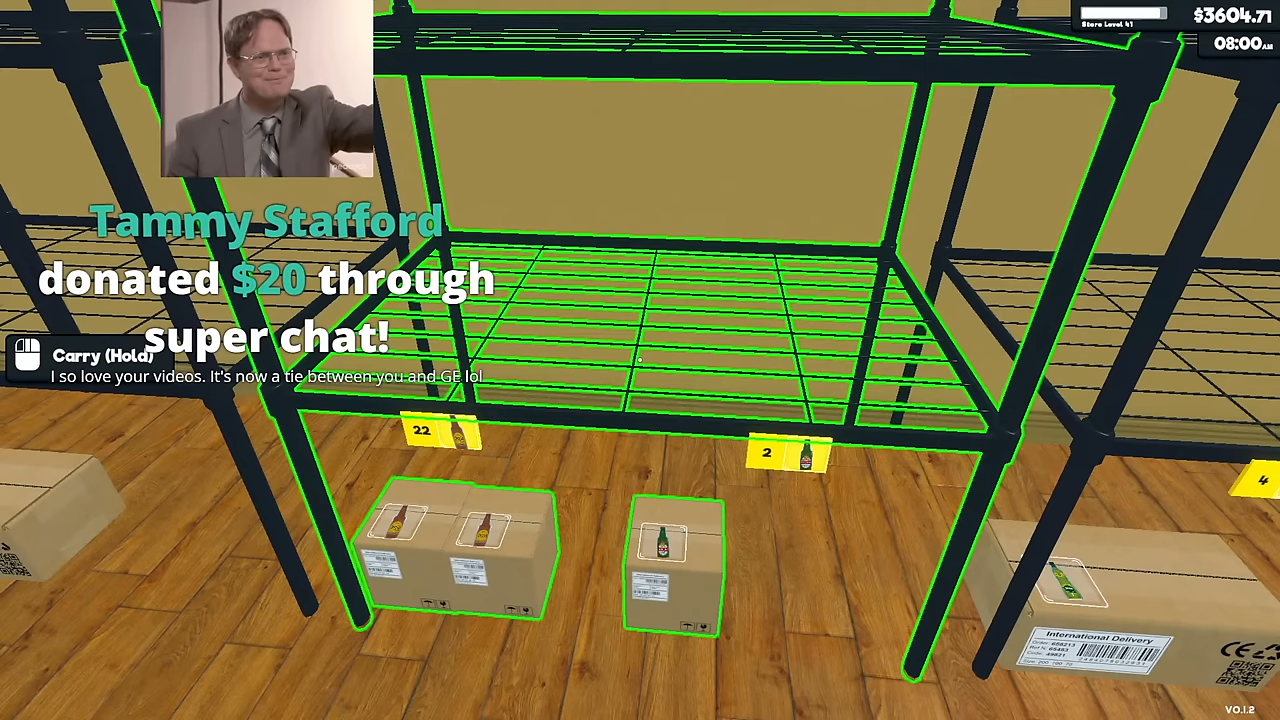 $3604.71
Store Level 41
08:00AM
Tammy Stafford
donated $20 through
super chat!
Carry (Hold)
I so love your videos. It's now a tie between you and GE lol
22
2
4
International Delivery
V0.1.2